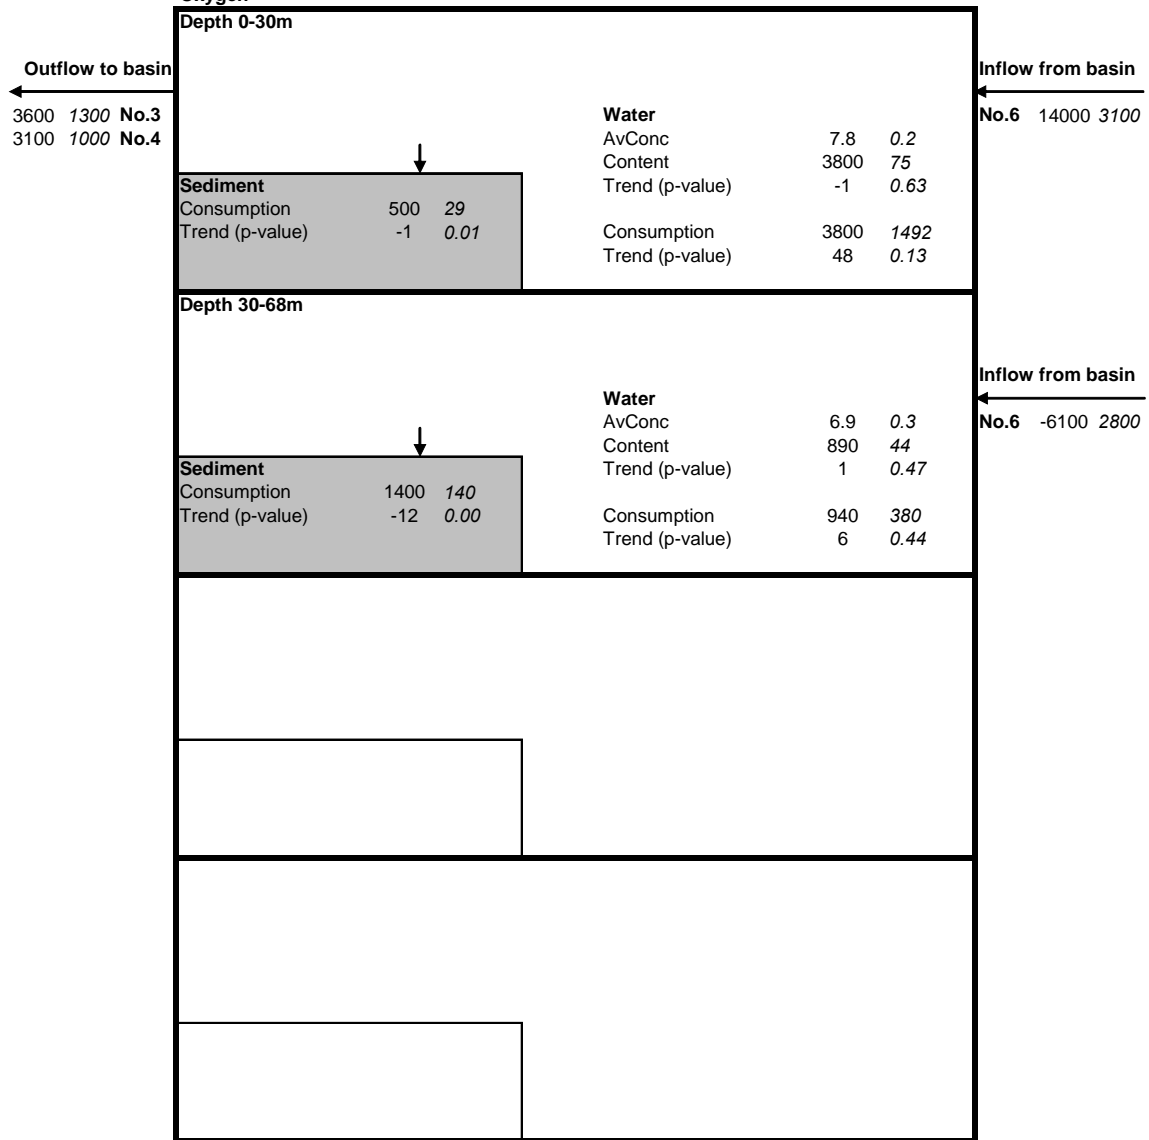 Oxygen
Depth 0-30m
Outflow to basin
3600 1300 No.3
3100 1000 No.4
Inflow from basin
No.6 14000 3100
Water
AvConc 7.8 0.2
Content 3800 75
Trend (p-value) -1 0.63
Consumption 3800 1492
Trend (p-value) 48 0.13
Sediment
Consumption 500 29
Trend (p-value) -1 0.01
Depth 30-68m
Inflow from basin
No.6 -6100 2800
Water
AvConc 6.9 0.3
Content 890 44
Trend (p-value) 1 0.47
Consumption 940 380
Trend (p-value) 6 0.44
Sediment
Consumption 1400 140
Trend (p-value) -12 0.00